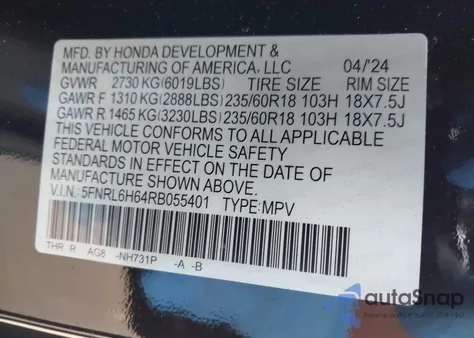 MFD. BY HONDA DEVELOPMENT &
MANUFACTURING OF AMERICA, LLC 04/'24
GVWR 2730 KG(6019LBS) TIRE SIZE RIM SIZE
GAWR F 1310 KG(2888LBS) 235/60R18 103H 18X7.5J
GAWR R 1465 KG(3230LBS) 235/60R18 103H 18X7.5J
THIS VEHICLE CONFORMS TO ALL APPLICABLE
FEDERAL MOTOR VEHICLE SAFETY
STANDARDS IN EFFECT ON THE DATE OF
MANUFACTURE SHOWN ABOVE.
V.I.N.:5FNRL6H64RB055401 TYPE:MPV
THR R AG8 -NH731P -A -B
autoSnap